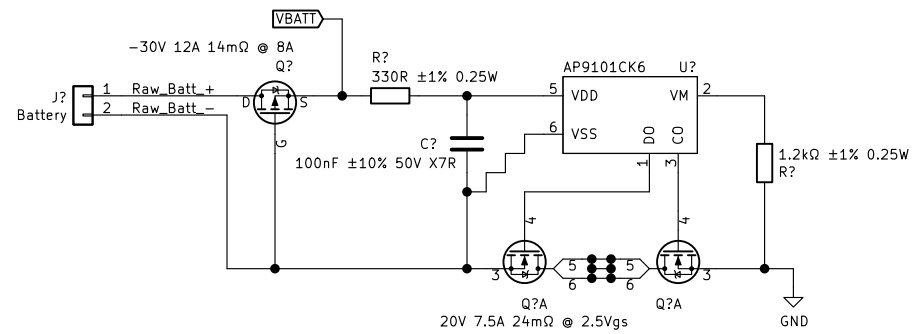 VBATT
-30V 12A 14mΩ @ 8A
Q?
R?
330R ±1% 0.25W
AP9101CK6
U?
J?
Battery
1
Raw_Batt_+
2
Raw_Batt_-
D
S
G
5
VDD
VM
2
6
VSS
DO
CO
1
3
C?
100nF ±10% 50V X7R
1.2kΩ ±1% 0.25W
R?
4
4
3
5
5
3
6
6
Q?A
Q?A
20V 7.5A 24mΩ @ 2.5Vgs
GND